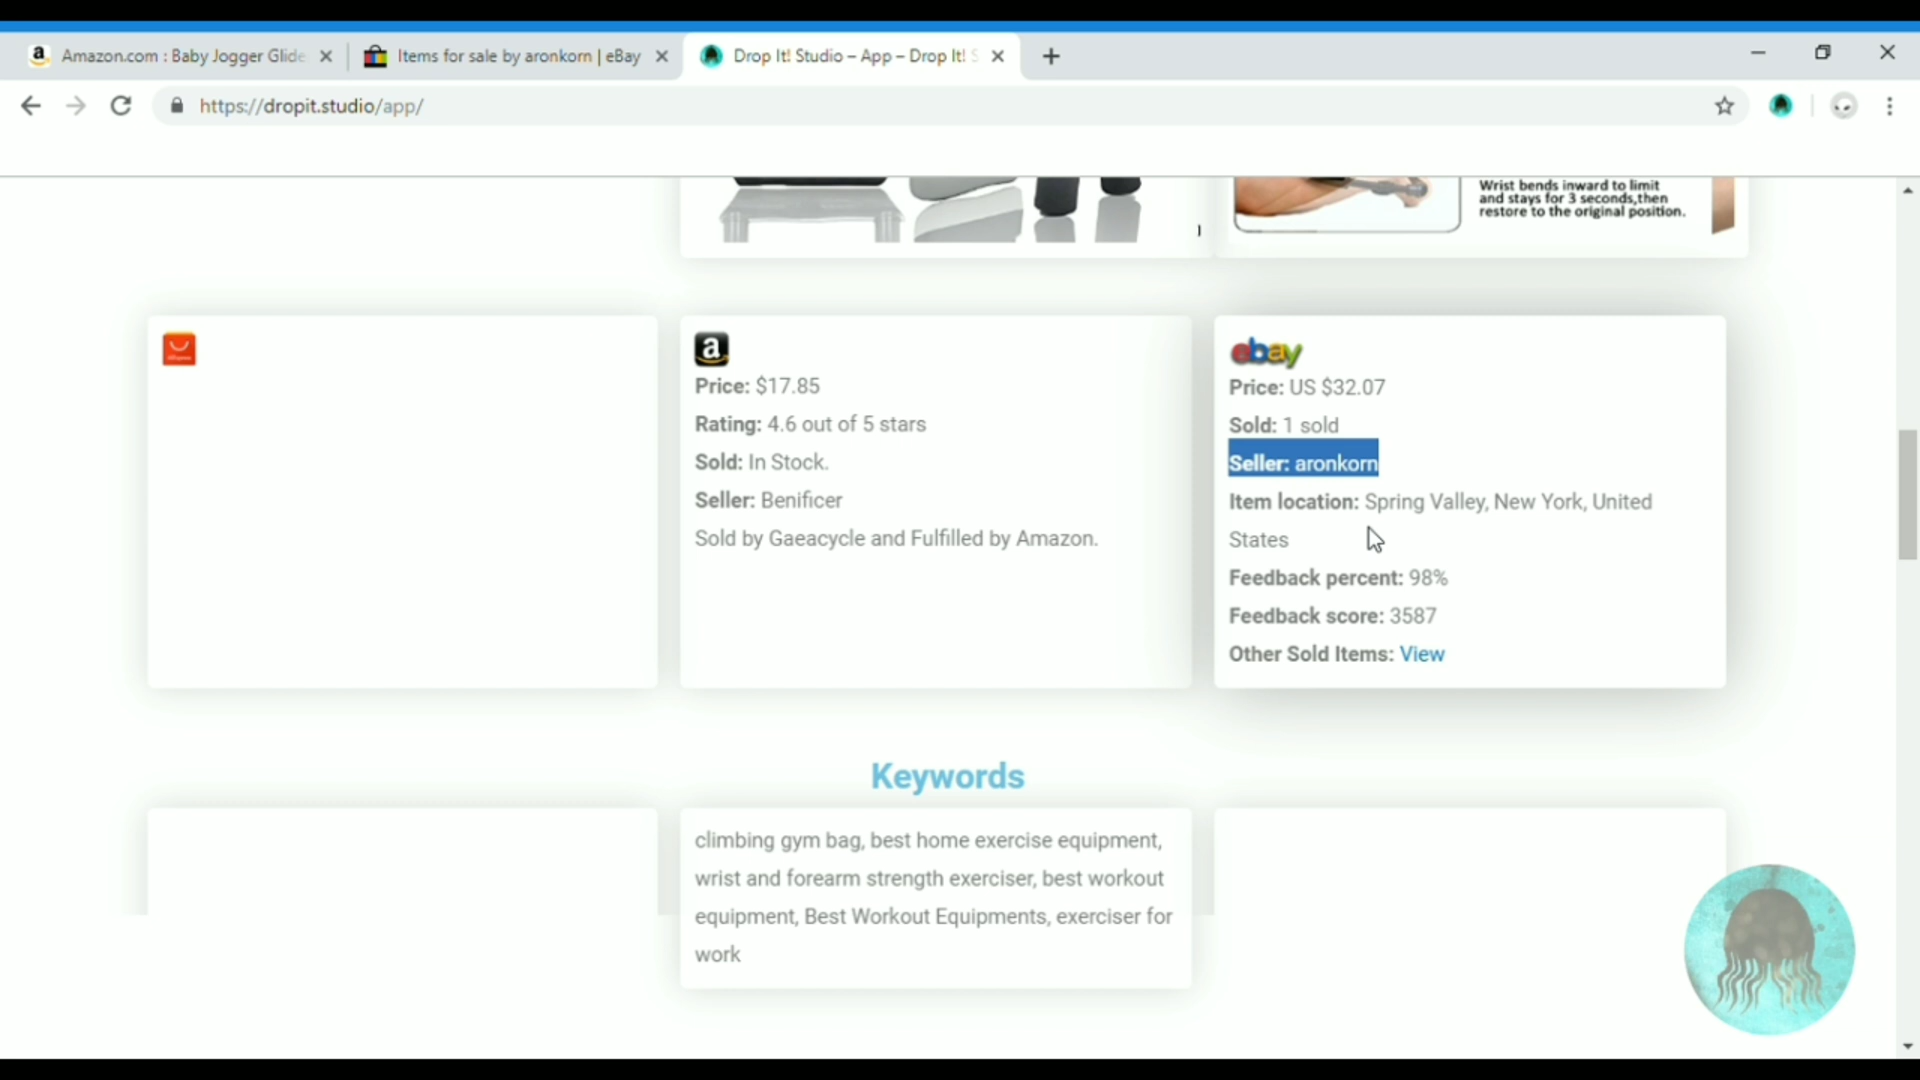 Amazon.com : Baby Jogger Glide
Items for sale by aronkorn | eBay
Drop It! Studio – App – Drop It! S
https://dropit.studio/app/
Wrist bends inward to limit
and stays for 3 seconds,then
restore to the original position.
a
Price: $17.85
Rating: 4.6 out of 5 stars
Sold: In Stock.
Seller: Benificer
Sold by Gaeacycle and Fulfilled by Amazon.
ebay
Price: US $32.07
Sold: 1 sold
Seller: aronkorn
Item location: Spring Valley, New York, United
States
Feedback percent: 98%
Feedback score: 3587
Other Sold Items: View
Keywords
climbing gym bag, best home exercise equipment,
wrist and forearm strength exerciser, best workout
equipment, Best Workout Equipments, exerciser for
work